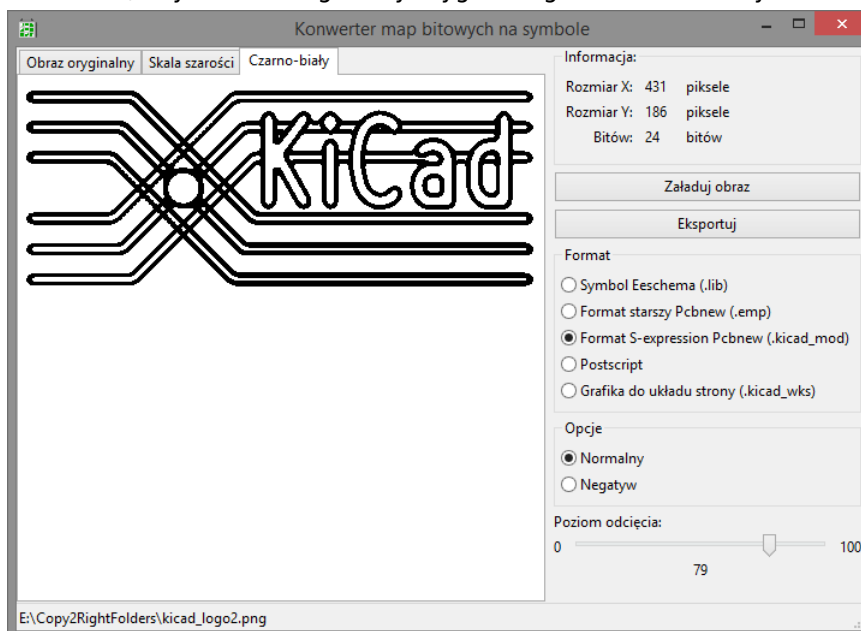 Konwerter map bitowych na symbole
Obraz oryginalny Skala szarości Czarno-biały
KiCad
Informacja:
Rozmiar X: 431 piksele
Rozmiar Y: 186 piksele
Bitów: 24 bitów
Załaduj obraz
Eksportuj
Format
Symbol Eeschema (.lib)
Format starszy Pcbnew (.emp)
Format S-expression Pcbnew (.kicad_mod)
Postscript
Grafika do układu strony (.kicad_wks)
Opcje
Normalny
Negatyw
Poziom odcięcia:
0 100
79
E:\Copy2RightFolders\kicad_logo2.png